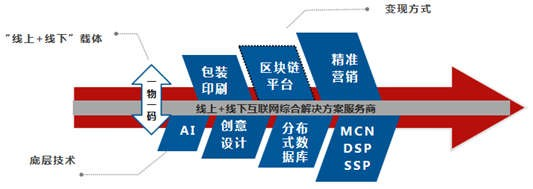 变现方式
“线上+线下”载体
包装
印刷
区块链
平台
精准
营销
一物一码
线上+线下互联网综合解决方案服务商
AI
创意
设计
分布
式数
据库
MCN
DSP
SSP
底层技术